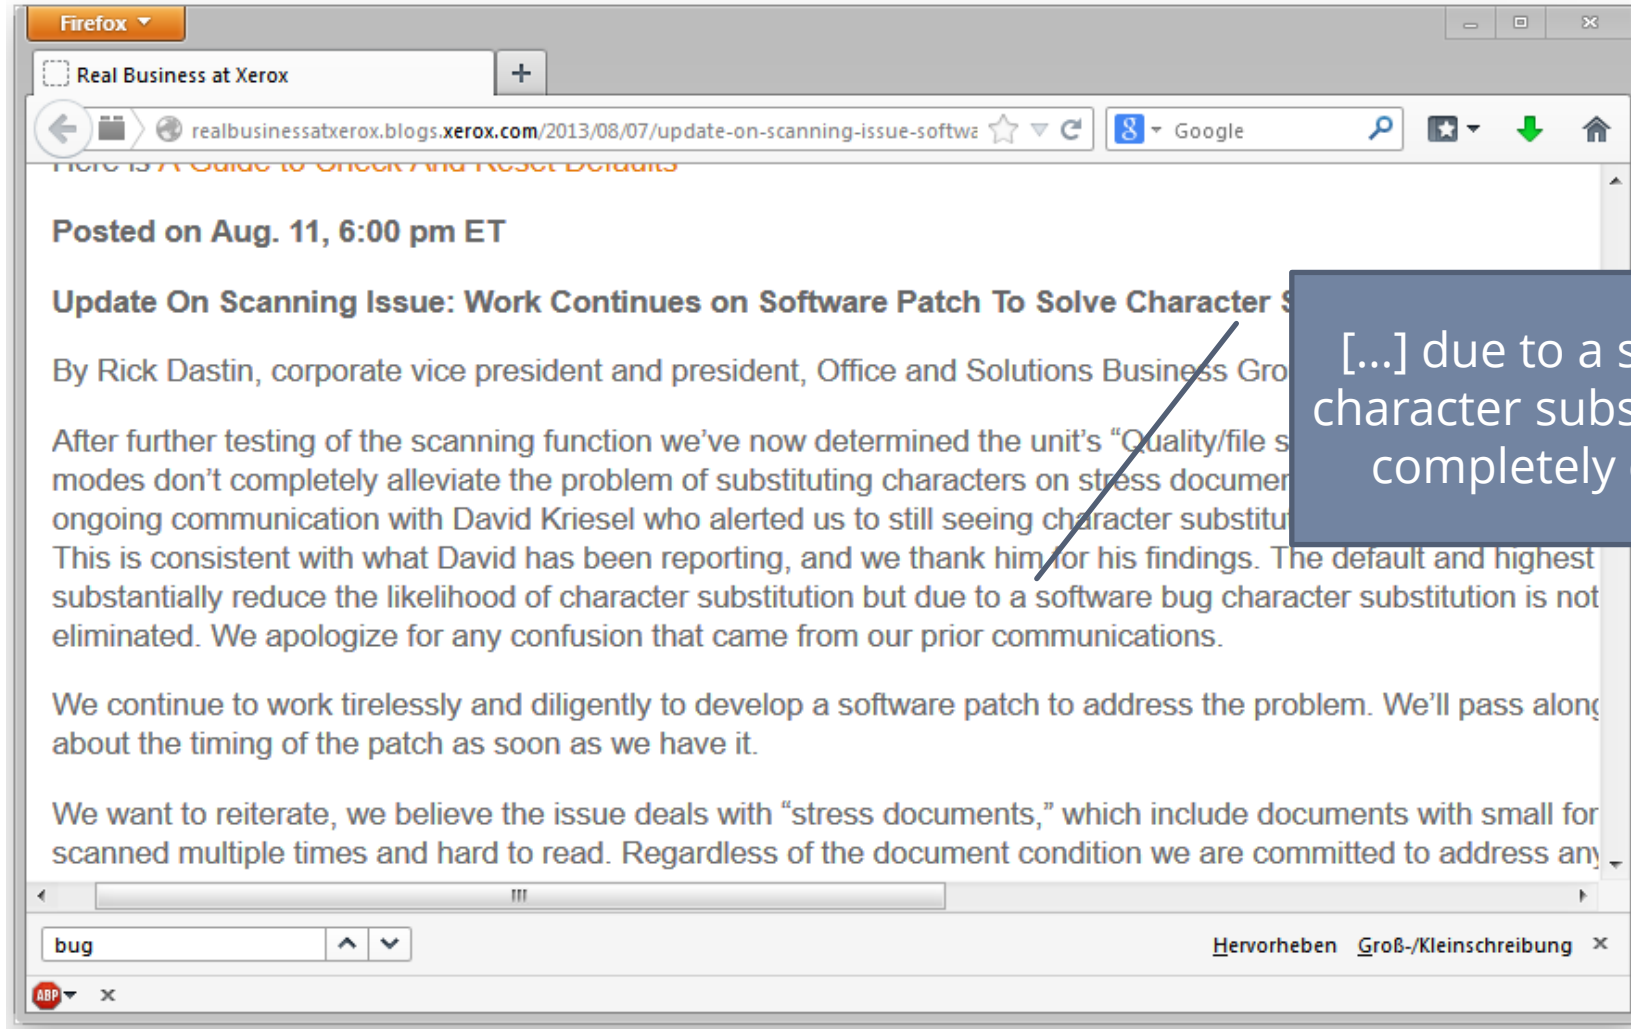 Firefox
Real Business at Xerox
realbusinessatxerox.blogs.xerox.com/2013/08/07/update-on-scanning-issue-softwa
Google
Here is A Guide to Check And Reset Defaults
Posted on Aug. 11, 6:00 pm ET
Update On Scanning Issue: Work Continues on Software Patch To Solve Character
By Rick Dastin, corporate vice president and president, Office and Solutions Business Gro
After further testing of the scanning function we’ve now determined the unit’s “Quality/file s
modes don’t completely alleviate the problem of substituting characters on stress documen
ongoing communication with David Kriesel who alerted us to still seeing character substitut
This is consistent with what David has been reporting, and we thank him for his findings. The default and highest
substantially reduce the likelihood of character substitution but due to a software bug character substitution is not
eliminated. We apologize for any confusion that came from our prior communications.
We continue to work tirelessly and diligently to develop a software patch to address the problem. We’ll pass along
about the timing of the patch as soon as we have it.
We want to reiterate, we believe the issue deals with “stress documents,” which include documents with small for
scanned multiple times and hard to read. Regardless of the document condition we are committed to address any
[...] due to a s
character subs
completely
bug
Hervorheben Groß-/Kleinschreibung
ABP